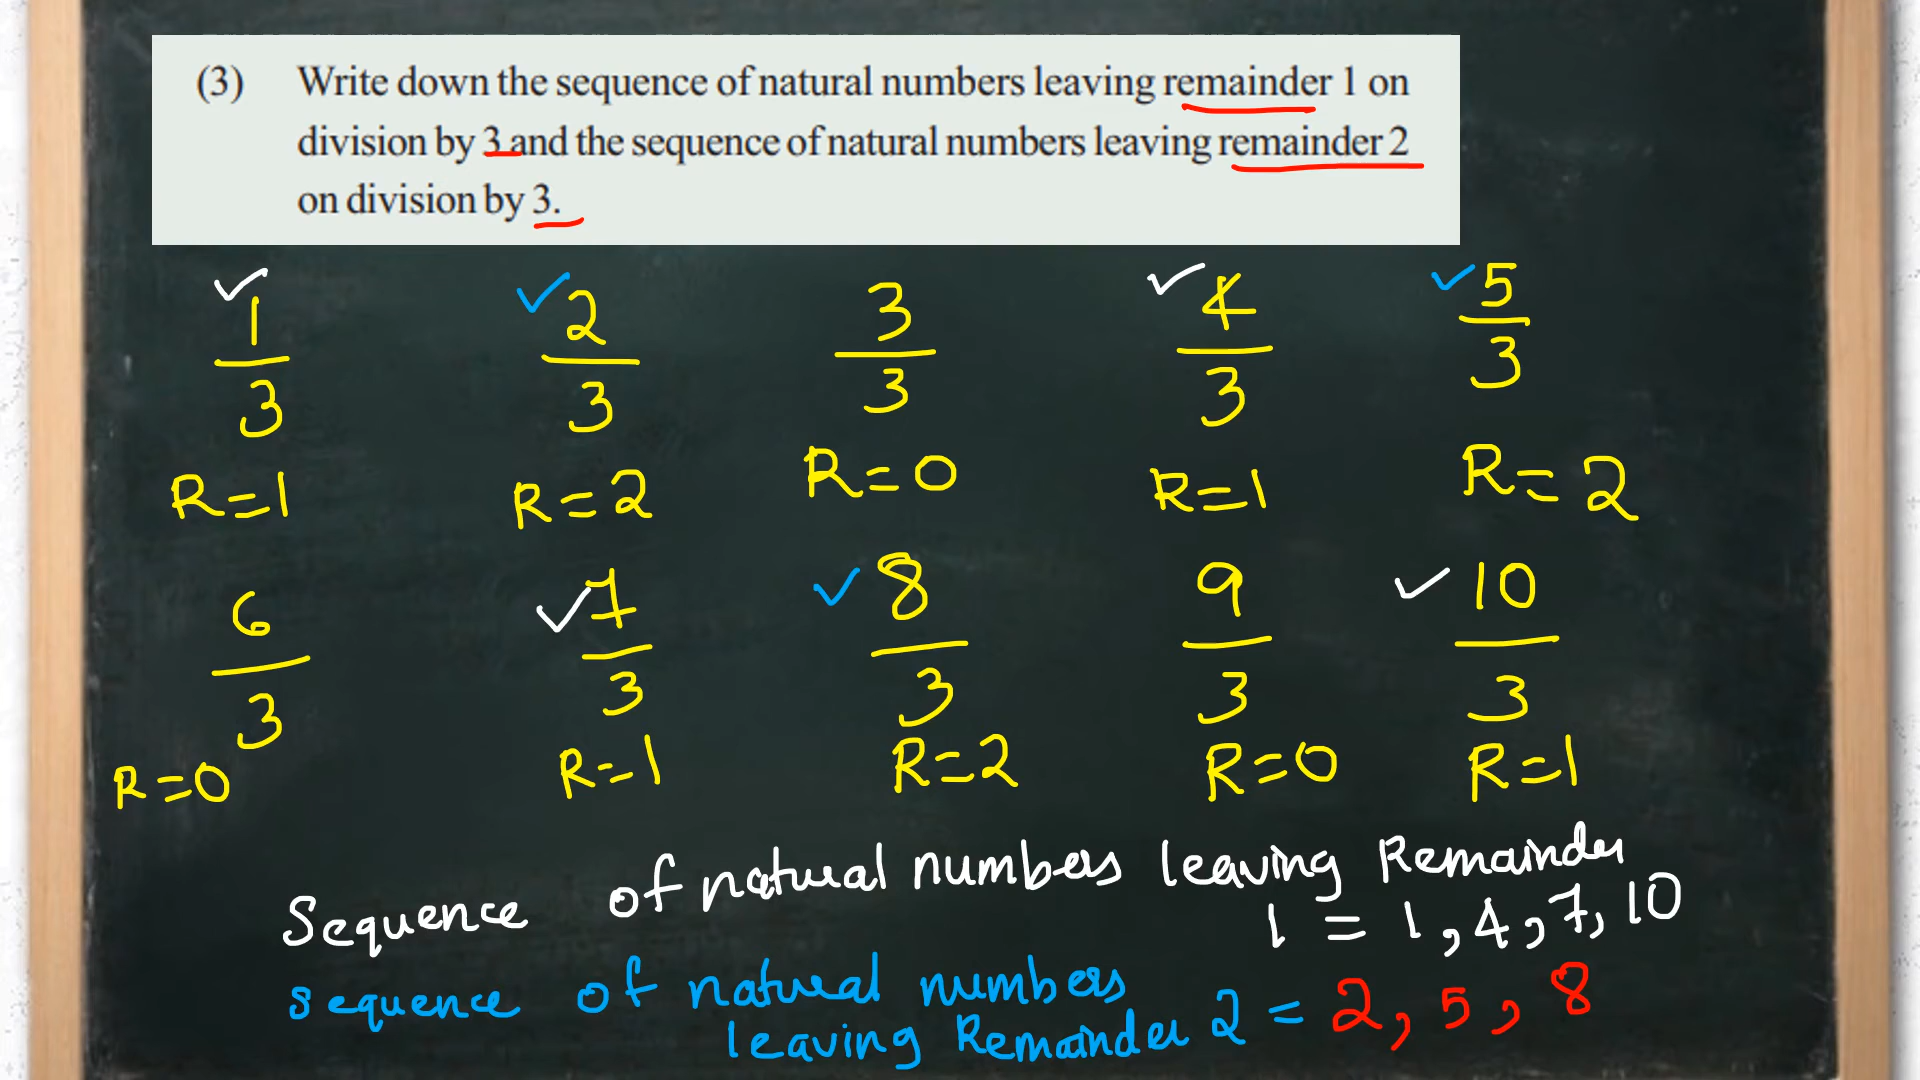 (3) Write down the sequence of natural numbers leaving remainder 1 on
division by 3 and the sequence of natural numbers leaving remainder 2
on division by 3.
1 2 3 4 5
3 3 3 3 3
R=1 R=2 R=0 R=1 R=2
6 7 8 9 10
3 3 3 3 3
R=0 R=1 R=2 R=0 R=1
Sequence of natural numbers leaving Remainder
1 = 1, 4, 7, 10
sequence of natural numbers
leaving Remainder 2 = 2, 5, 8